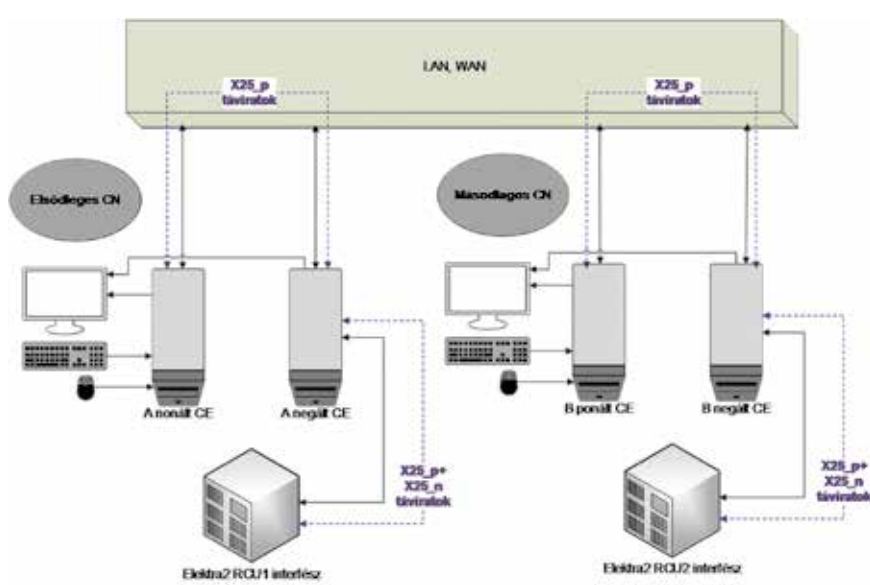 LAN, WAN
X25_p
táviratok
X25_p
táviratok
Elsődleges CN
Másodlagos CN
A nonált CE
A negált CE
B ponált CE
B negált CE
X25_p+
X25_n
táviratok
X25_p+
X25_n
táviratok
Elektra2 RCU1 interfész
Elektra2 RCU2 interfész